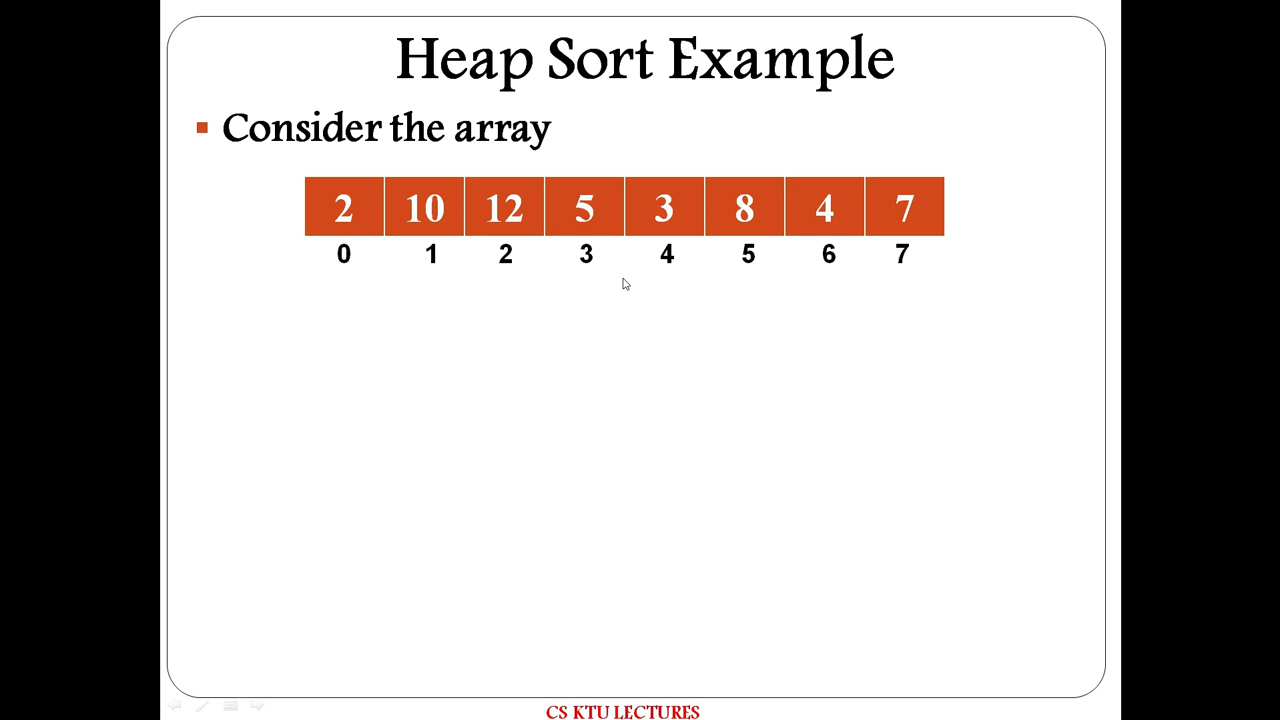 Heap Sort Example
Consider the array
2 10 12 5 3 8 4 7
0 1 2 3 4 5 6 7
CS KTU LECTURES